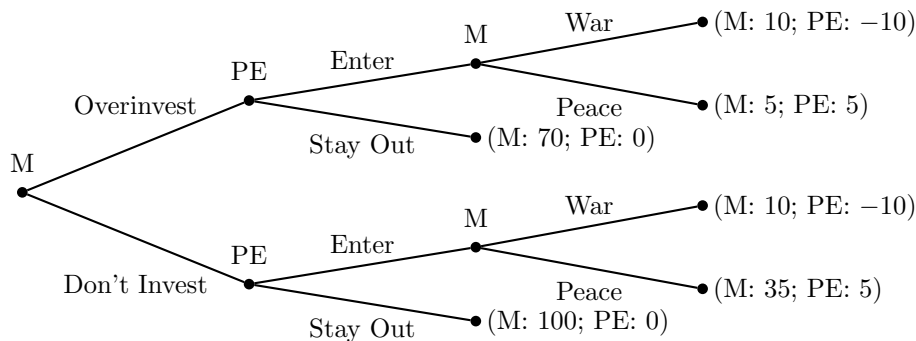 War
(M: 10; PE: −10)
M
Enter
PE
Overinvest
Peace
(M: 5; PE: 5)
Stay Out
(M: 70; PE: 0)
M
War
(M: 10; PE: −10)
M
Enter
PE
Don't Invest
Peace
(M: 35; PE: 5)
Stay Out
(M: 100; PE: 0)